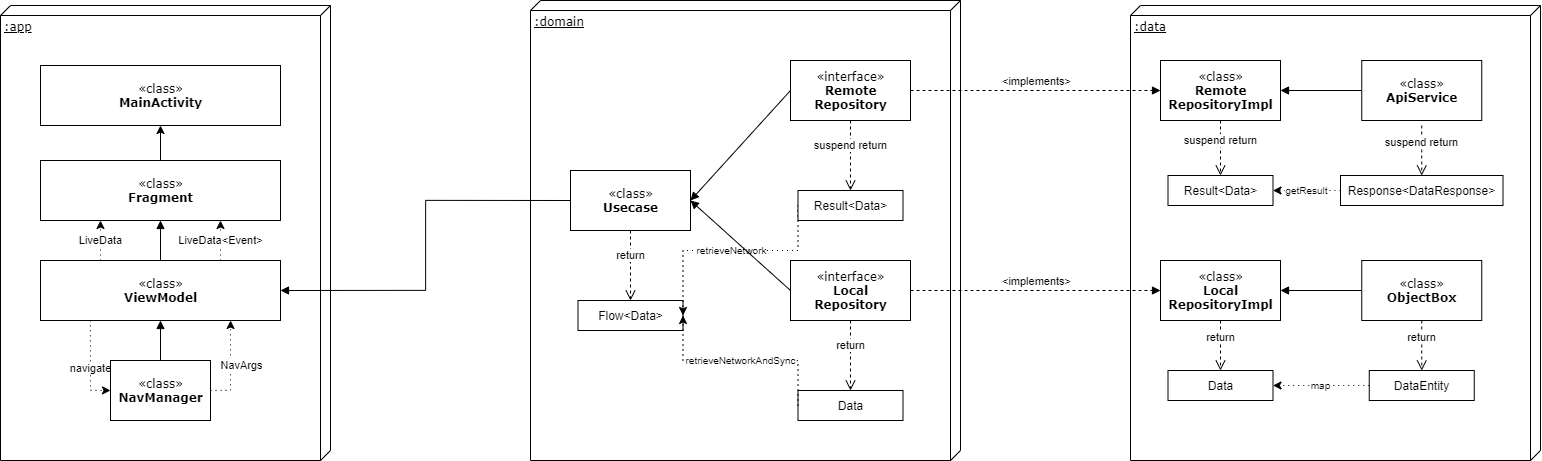 :app
«class»
MainActivity
«class»
Fragment
LiveData
LiveData<Event>
«class»
ViewModel
navigate
NavArgs
«class»
NavManager
:domain
«interface»
Remote
Repository
suspend return
Result<Data>
«class»
Usecase
return
retrieveNetwork
Flow<Data>
«interface»
Local
Repository
return
retrieveNetworkAndSync
Data
<implements>
<implements>
:data
«class»
Remote
RepositoryImpl
«class»
ApiService
suspend return
suspend return
Result<Data>
getResult
Response<DataResponse>
«class»
Local
RepositoryImpl
«class»
ObjectBox
return
return
Data
map
DataEntity